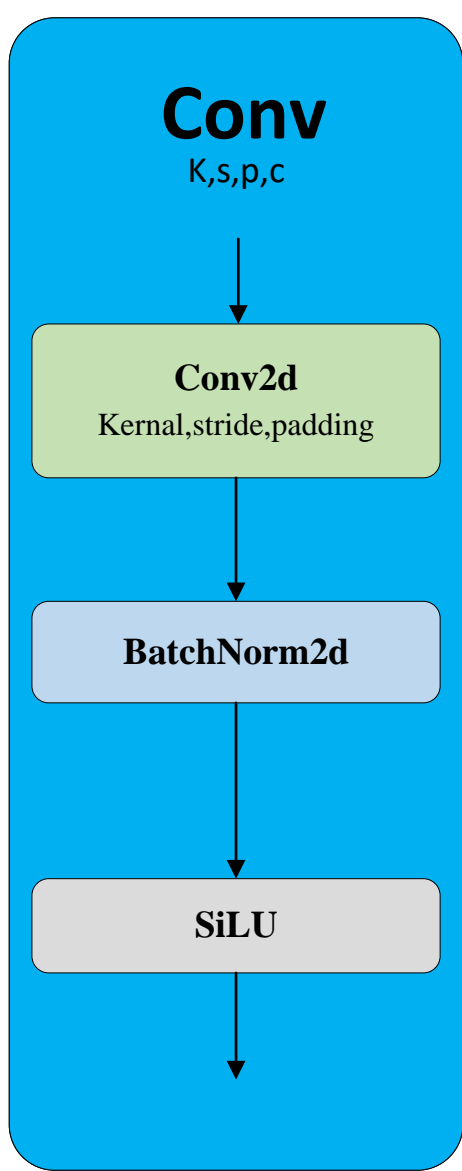 Conv
K,s,p,c
Conv2d
Kernal,stride,padding
BatchNorm2d
SiLU